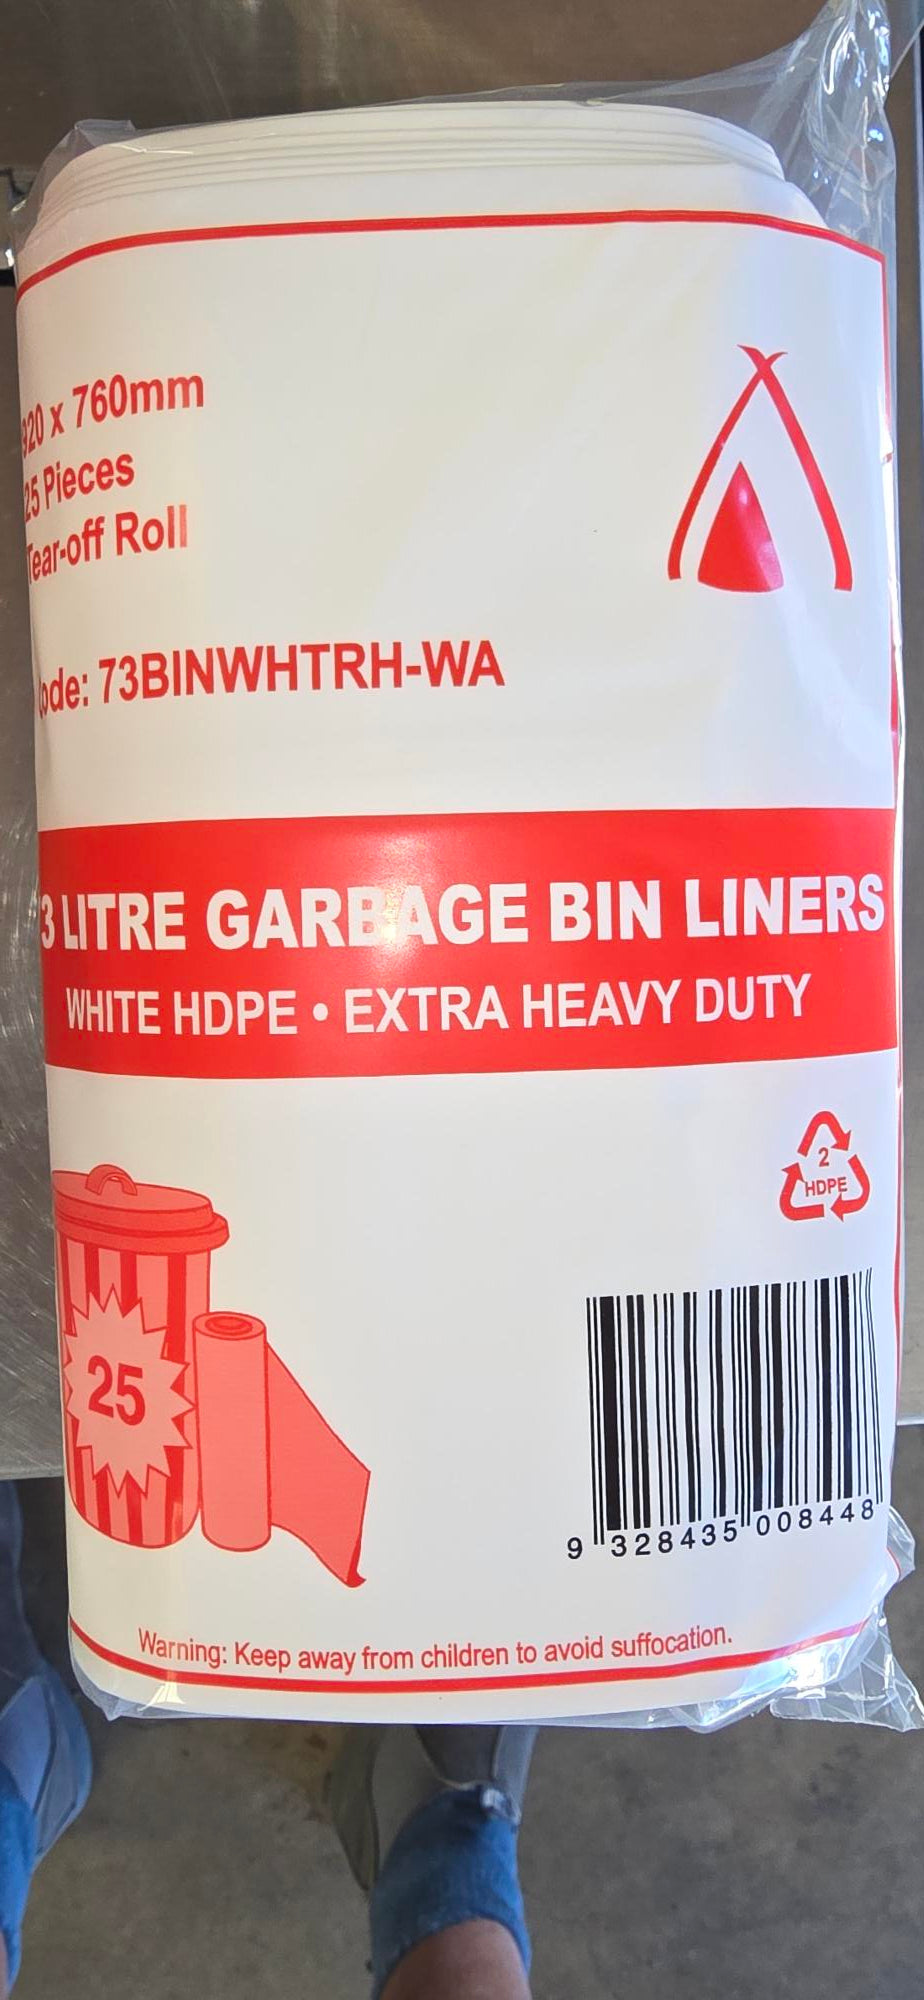 920 x 760mm
25 Pieces
Tear-off Roll
ode: 73BINWHTRH-WA
3 LITRE GARBAGE BIN LINERS
WHITE HDPE • EXTRA HEAVY DUTY
2
HDPE
25
9 328435 008448
Warning: Keep away from children to avoid suffocation.